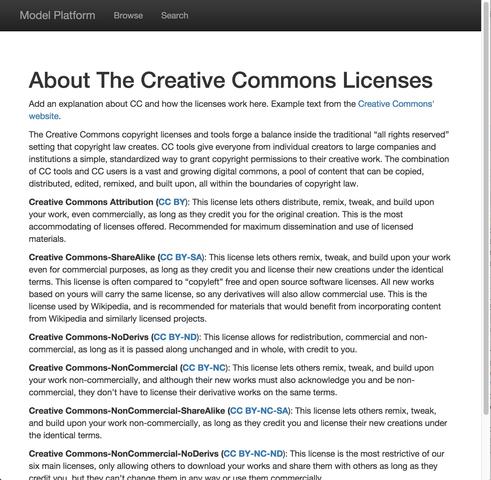 Model Platform Browse Search
About The Creative Commons Licenses
Add an explanation about CC and how the licenses work here. Example text from the Creative Commons'
website.
The Creative Commons copyright licenses and tools forge a balance inside the traditional “all rights reserved”
setting that copyright law creates. CC tools give everyone from individual creators to large companies and
institutions a simple, standardized way to grant copyright permissions to their creative work. The combination
of CC tools and CC users is a vast and growing digital commons, a pool of content that can be copied,
distributed, edited, remixed, and built upon, all within the boundaries of copyright law.
Creative Commons Attribution (CC BY): This license lets others distribute, remix, tweak, and build upon
your work, even commercially, as long as they credit you for the original creation. This is the most
accommodating of licenses offered. Recommended for maximum dissemination and use of licensed
materials.
Creative Commons-ShareAlike (CC BY-SA): This license lets others remix, tweak, and build upon your work
even for commercial purposes, as long as they credit you and license their new creations under the identical
terms. This license is often compared to “copyleft” free and open source software licenses. All new works
based on yours will carry the same license, so any derivatives will also allow commercial use. This is the
license used by Wikipedia, and is recommended for materials that would benefit from incorporating content
from Wikipedia and similarly licensed projects.
Creative Commons-NoDerivs (CC BY-ND): This license allows for redistribution, commercial and non-
commercial, as long as it is passed along unchanged and in whole, with credit to you.
Creative Commons-NonCommercial (CC BY-NC): This license lets others remix, tweak, and build upon
your work non-commercially, and although their new works must also acknowledge you and be non-
commercial, they don’t have to license their derivative works on the same terms.
Creative Commons-NonCommercial-ShareAlike (CC BY-NC-SA): This license lets others remix, tweak,
and build upon your work non-commercially, as long as they credit you and license their new creations under
the identical terms.
Creative Commons-NonCommercial-NoDerivs (CC BY-NC-ND): This license is the most restrictive of our
six main licenses, only allowing others to download your works and share them with others as long as they
credit you, but they can’t change them in any way or use them commercially.